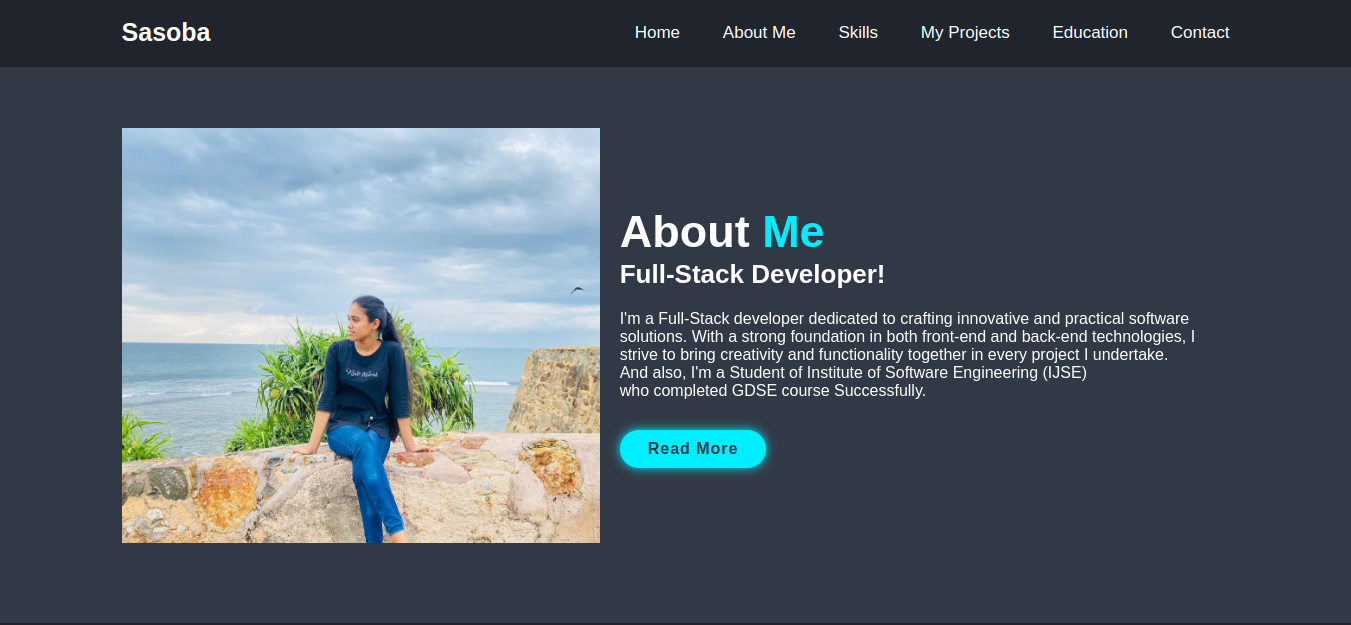 Sasoba
Home
About Me
Skills
My Projects
Education
Contact
About Me
Full-Stack Developer!
I'm a Full-Stack developer dedicated to crafting innovative and practical software
solutions. With a strong foundation in both front-end and back-end technologies, I
strive to bring creativity and functionality together in every project I undertake.
And also, I'm a Student of Institute of Software Engineering (IJSE)
who completed GDSE course Successfully.
Read More